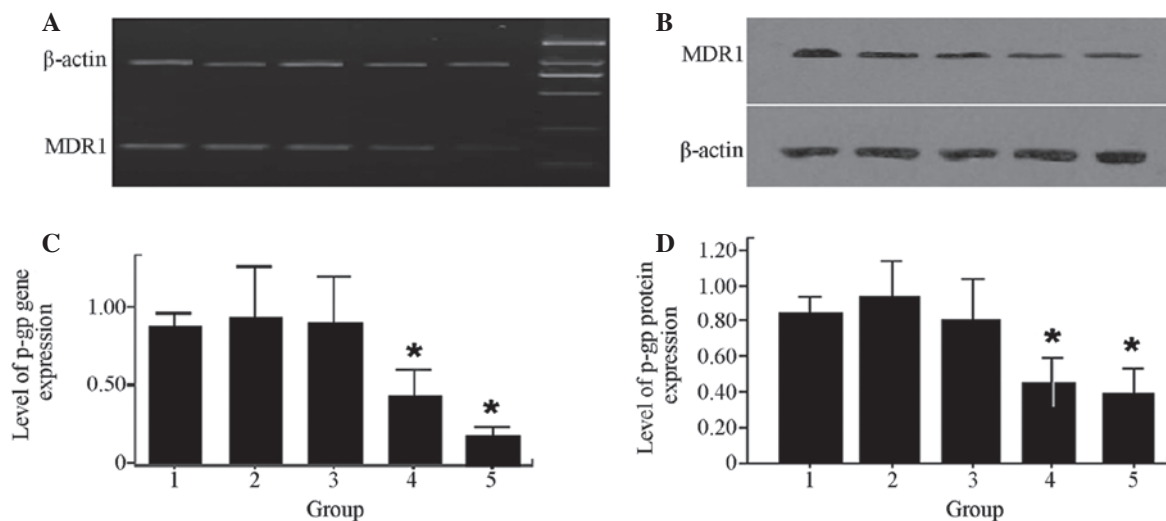 A
β-actin
MDR1
B
MDR1
β-actin
C
Level of p-gp gene
expression
1.00
0.50
0
*
*
1 2 3 4 5
Group
D
Level of p-gp protein
expression
1.20
1.00
0.80
0.60
0.40
0.20
0
*
*
1 2 3 4 5
Group